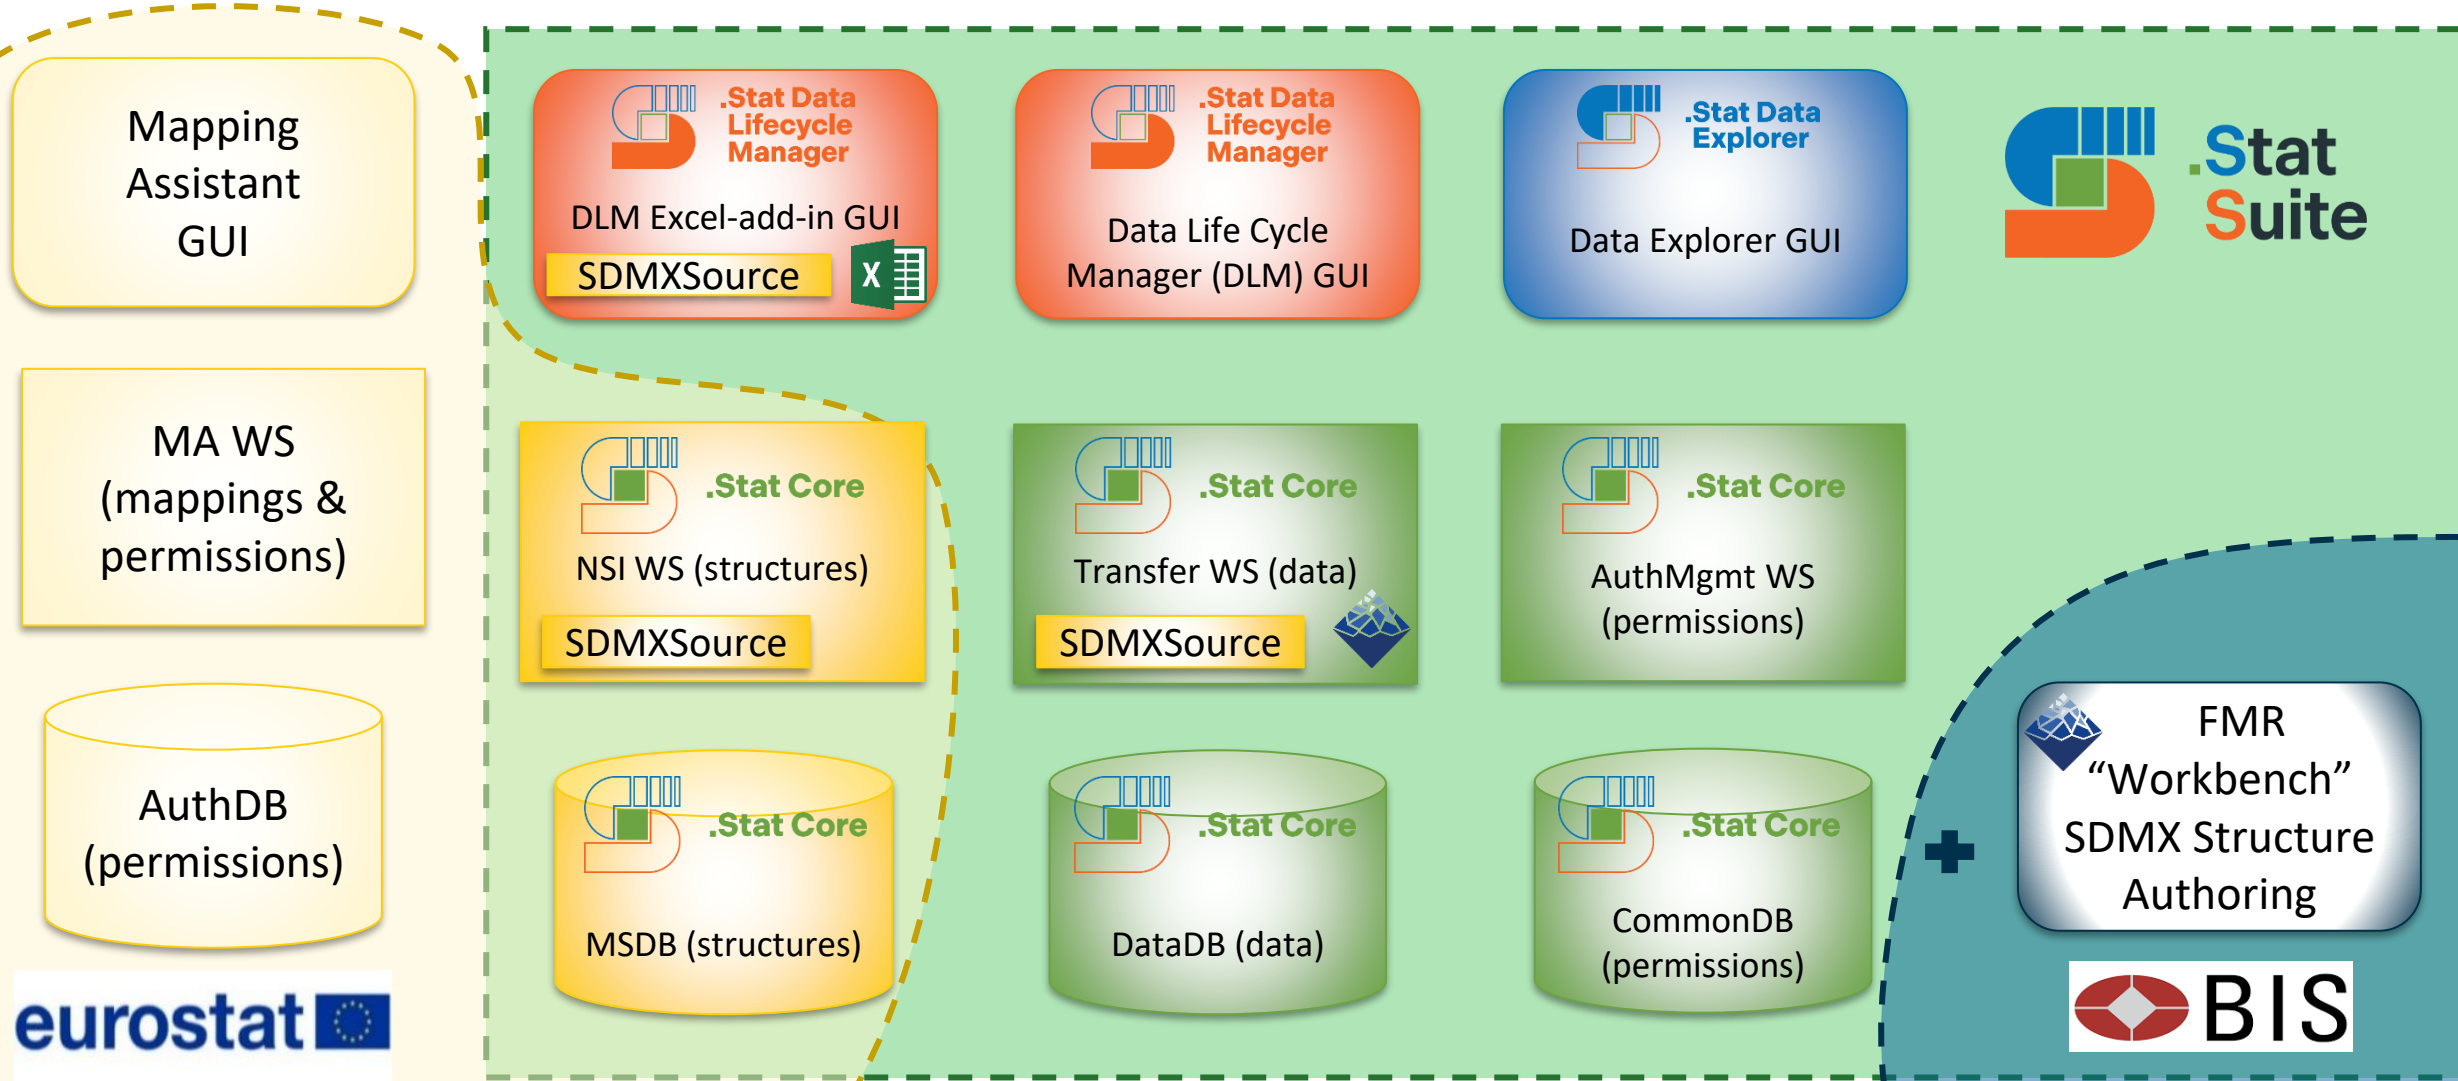 Mapping
Assistant
GUI
MA WS
(mappings &
permissions)
AuthDB
(permissions)
eurostat
.Stat Data
Lifecycle
Manager
DLM Excel-add-in GUI
SDMXSource
X
.Stat Data
Lifecycle
Manager
Data Life Cycle
Manager (DLM) GUI
.Stat Data
Explorer
Data Explorer GUI
.Stat
Suite
.Stat Core
NSI WS (structures)
SDMXSource
.Stat Core
Transfer WS (data)
SDMXSource
.Stat Core
AuthMgmt WS
(permissions)
.Stat Core
MSDB (structures)
.Stat Core
DataDB (data)
.Stat Core
CommonDB
(permissions)
FMR
“Workbench”
SDMX Structure
Authoring
BIS